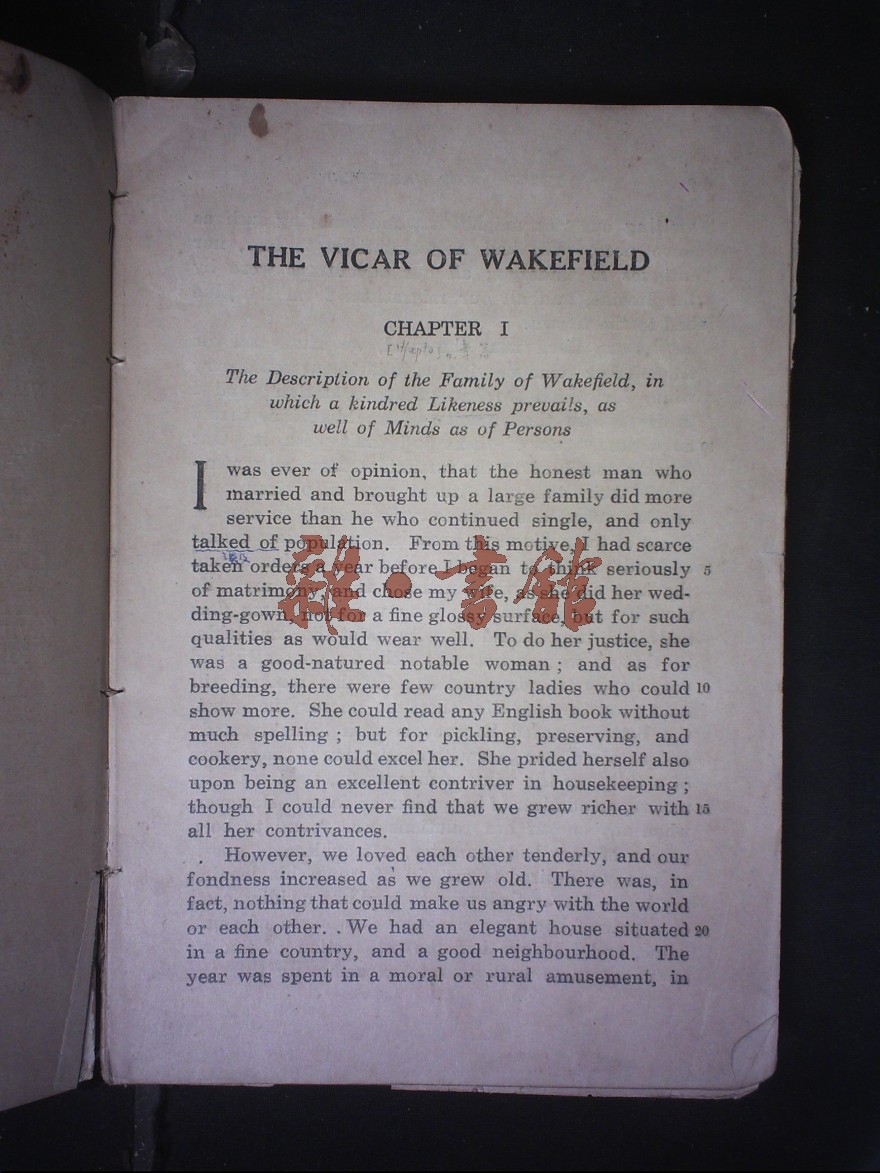 THE VICAR OF WAKEFIELD
CHAPTER I
The Description of the Family of Wakefield, in
which a kindred Likeness prevails, as
well of Minds as of Persons
I was ever of opinion, that the honest man who
married and brought up a large family did more
service than he who continued single, and only
talked of population. From this motive, I had scarce
taken orders a year before I began to think seriously 5
of matrimony, and chose my wife, as she did her wed-
ding-gown, not for a fine glossy surface, but for such
qualities as would wear well. To do her justice, she
was a good-natured notable woman; and as for
breeding, there were few country ladies who could 10
show more. She could read any English book without
much spelling; but for pickling, preserving, and
cookery, none could excel her. She prided herself also
upon being an excellent contriver in housekeeping;
though I could never find that we grew richer with 15
all her contrivances.
However, we loved each other tenderly, and our
fondness increased as we grew old. There was, in
fact, nothing that could make us angry with the world
or each other. We had an elegant house situated 20
in a fine country, and a good neighbourhood. The
year was spent in a moral or rural amusement, in
雜·書館